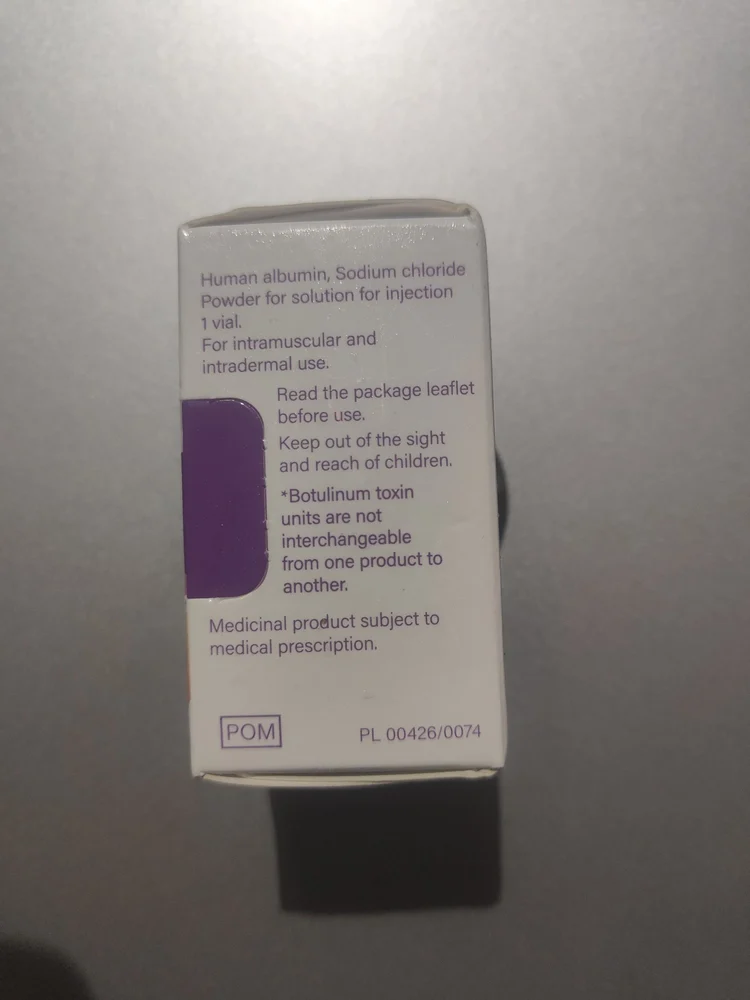 Human albumin, Sodium chloride
Powder for solution for injection
1 vial.
For intramuscular and
intradermal use.
Read the package leaflet
before use.
Keep out of the sight
and reach of children.
*Botulinum toxin
units are not
interchangeable
from one product to
another.
Medicinal product subject to
medical prescription.
POM
PL 00426/0074